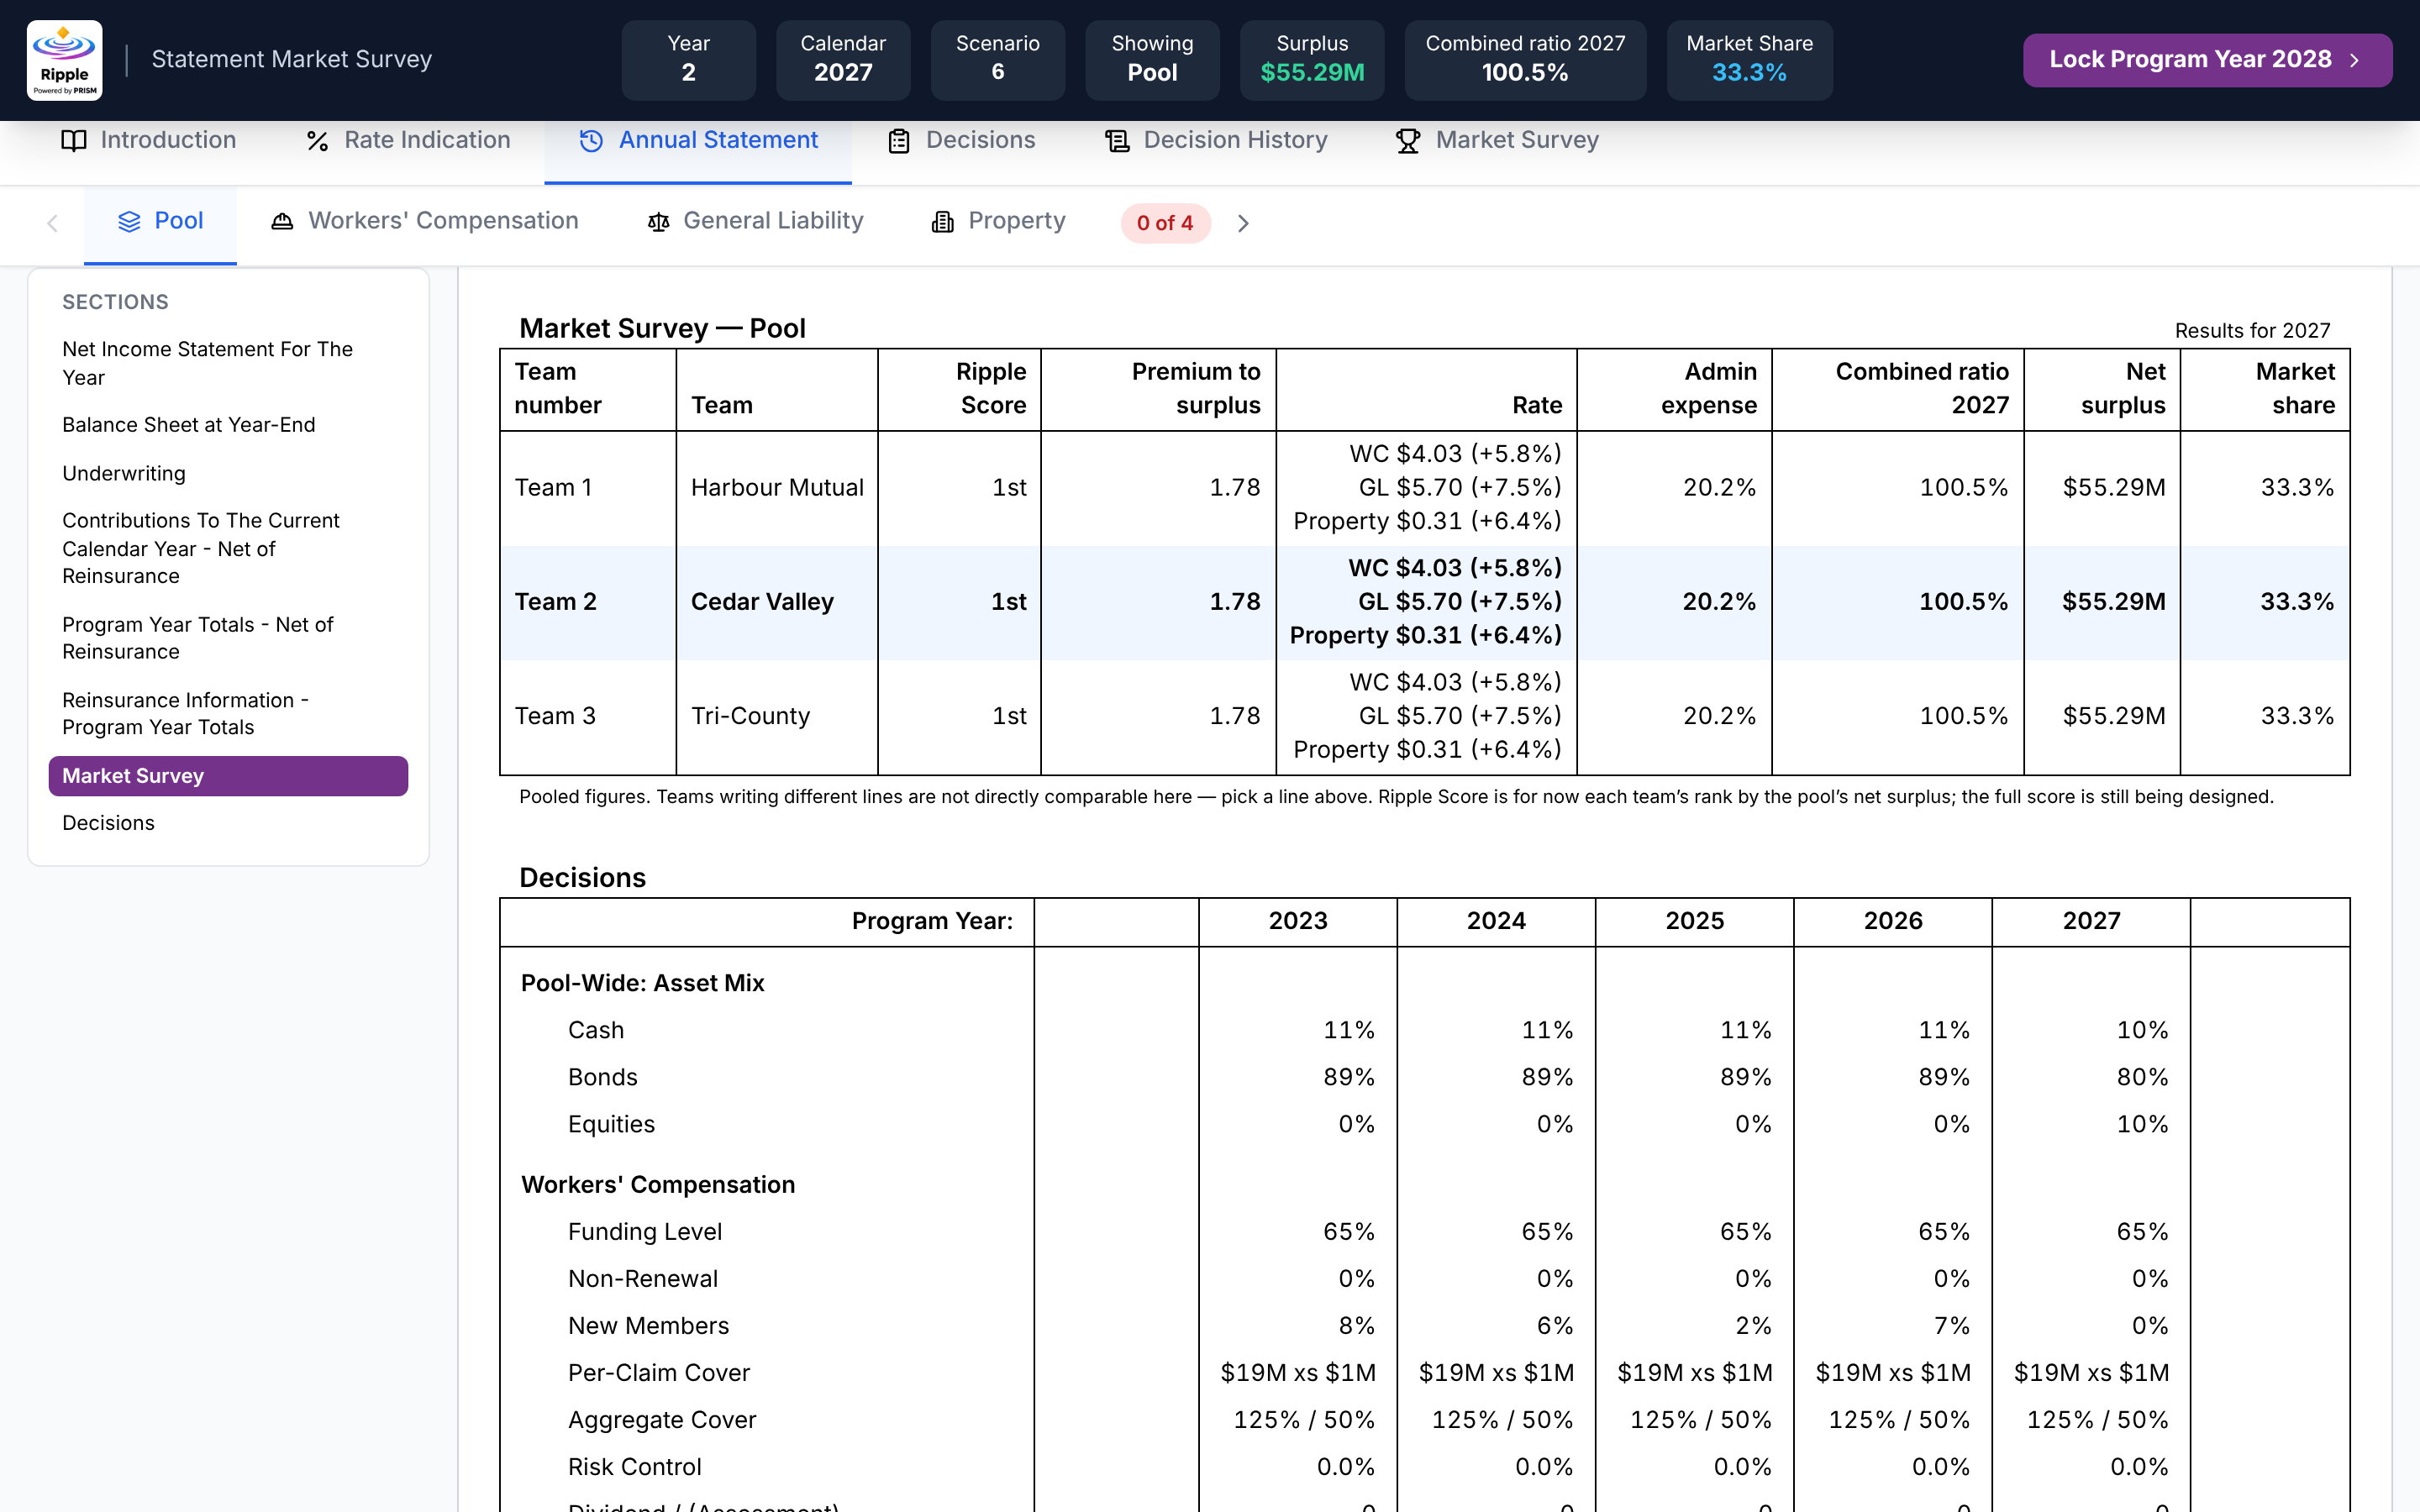 Ripple
Powered by PRISM
Statement Market Survey
Year
2
Calendar
2027
Scenario
6
Showing
Pool
Surplus
$55.29M
Combined ratio 2027
100.5%
Market Share
33.3%
Lock Program Year 2028
Introduction
Rate Indication
Annual Statement
Decisions
Decision History
Market Survey
Pool
Workers' Compensation
General Liability
Property
0 of 4
SECTIONS
Net Income Statement For The
Year
Balance Sheet at Year-End
Underwriting
Contributions To The Current
Calendar Year - Net of
Reinsurance
Program Year Totals - Net of
Reinsurance
Reinsurance Information -
Program Year Totals
Market Survey
Decisions
Market Survey — Pool
Results for 2027
Team number Team Ripple Score Premium to surplus Rate Admin expense Combined ratio 2027 Net surplus Market share
WC $4.03 (+5.8%)
Team 1 Harbour Mutual 1st 1.78 GL $5.70 (+7.5%) 20.2% 100.5% $55.29M 33.3%
Property $0.31 (+6.4%)
WC $4.03 (+5.8%)
Team 2 Cedar Valley 1st 1.78 GL $5.70 (+7.5%) 20.2% 100.5% $55.29M 33.3%
Property $0.31 (+6.4%)
WC $4.03 (+5.8%)
Team 3 Tri-County 1st 1.78 GL $5.70 (+7.5%) 20.2% 100.5% $55.29M 33.3%
Property $0.31 (+6.4%)
Pooled figures. Teams writing different lines are not directly comparable here — pick a line above. Ripple Score is for now each team’s rank by the pool’s net surplus; the full score is still being designed.
Decisions
Program Year: 2023 2024 2025 2026 2027
Pool-Wide: Asset Mix
Cash 11% 11% 11% 11% 10%
Bonds 89% 89% 89% 89% 80%
Equities 0% 0% 0% 0% 10%
Workers' Compensation
Funding Level 65% 65% 65% 65% 65%
Non-Renewal 0% 0% 0% 0% 0%
New Members 8% 6% 2% 7% 0%
Per-Claim Cover $19M xs $1M $19M xs $1M $19M xs $1M $19M xs $1M $19M xs $1M
Aggregate Cover 125% / 50% 125% / 50% 125% / 50% 125% / 50% 125% / 50%
Risk Control 0.0% 0.0% 0.0% 0.0% 0.0%
Dividend / (Assessment) 0 0 0 0 0